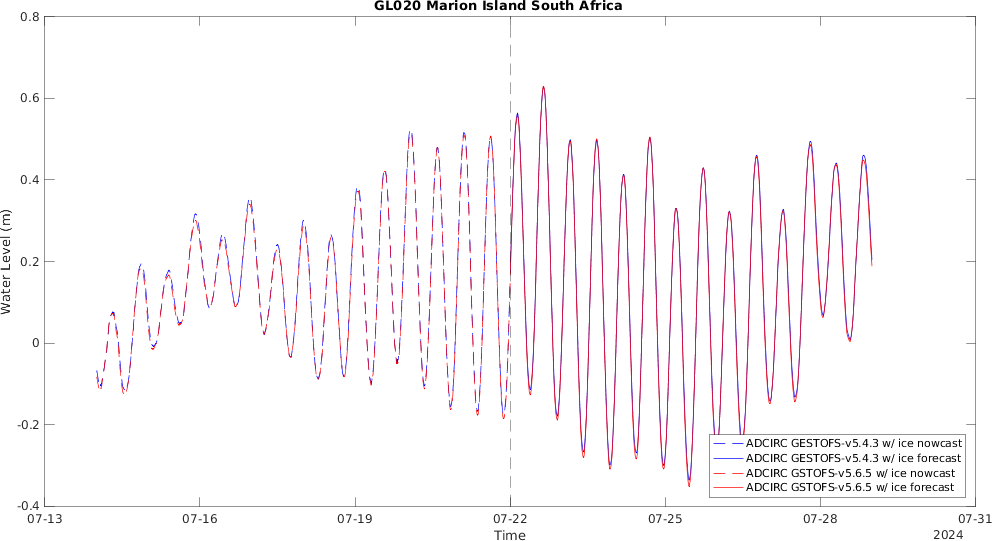 GL020 Marion Island South Africa
0.8
0.6
0.4
0.2
0
-0.2
-0.4
Water Level (m)
ADCIRC GESTOFS-v5.4.3 w/ ice nowcast
ADCIRC GESTOFS-v5.4.3 w/ ice forecast
ADCIRC GSTOFS-v5.6.5 w/ ice nowcast
ADCIRC GSTOFS-v5.6.5 w/ ice forecast
07-13 07-16 07-19 07-22 07-25 07-28 07-31
Time
2024